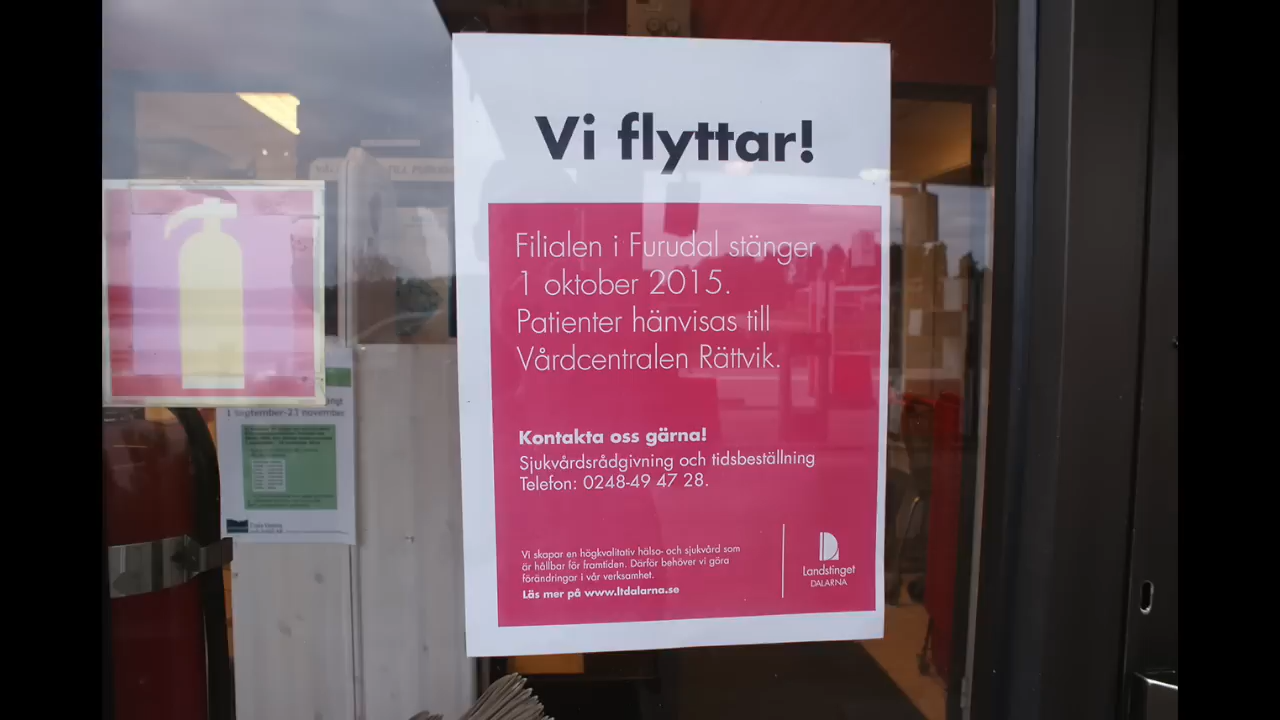 Vi flyttar!
Filialen i Furudal stänger
1 oktober 2015.
Patienter hänvisas till
Vårdcentralen Rättvik.
Kontakta oss gärna!
Sjukvårdsrådgivning och tidsbeställning
Telefon: 0248-49 47 28.
Vi skapar en högkvalitativ hälso- och sjukvård som
är hållbar för framtiden. Därför behöver vi göra
förändringar i vår verksamhet.
Läs mer på www.ltdalarna.se
Landstinget
DALARNA
1 september-23 november